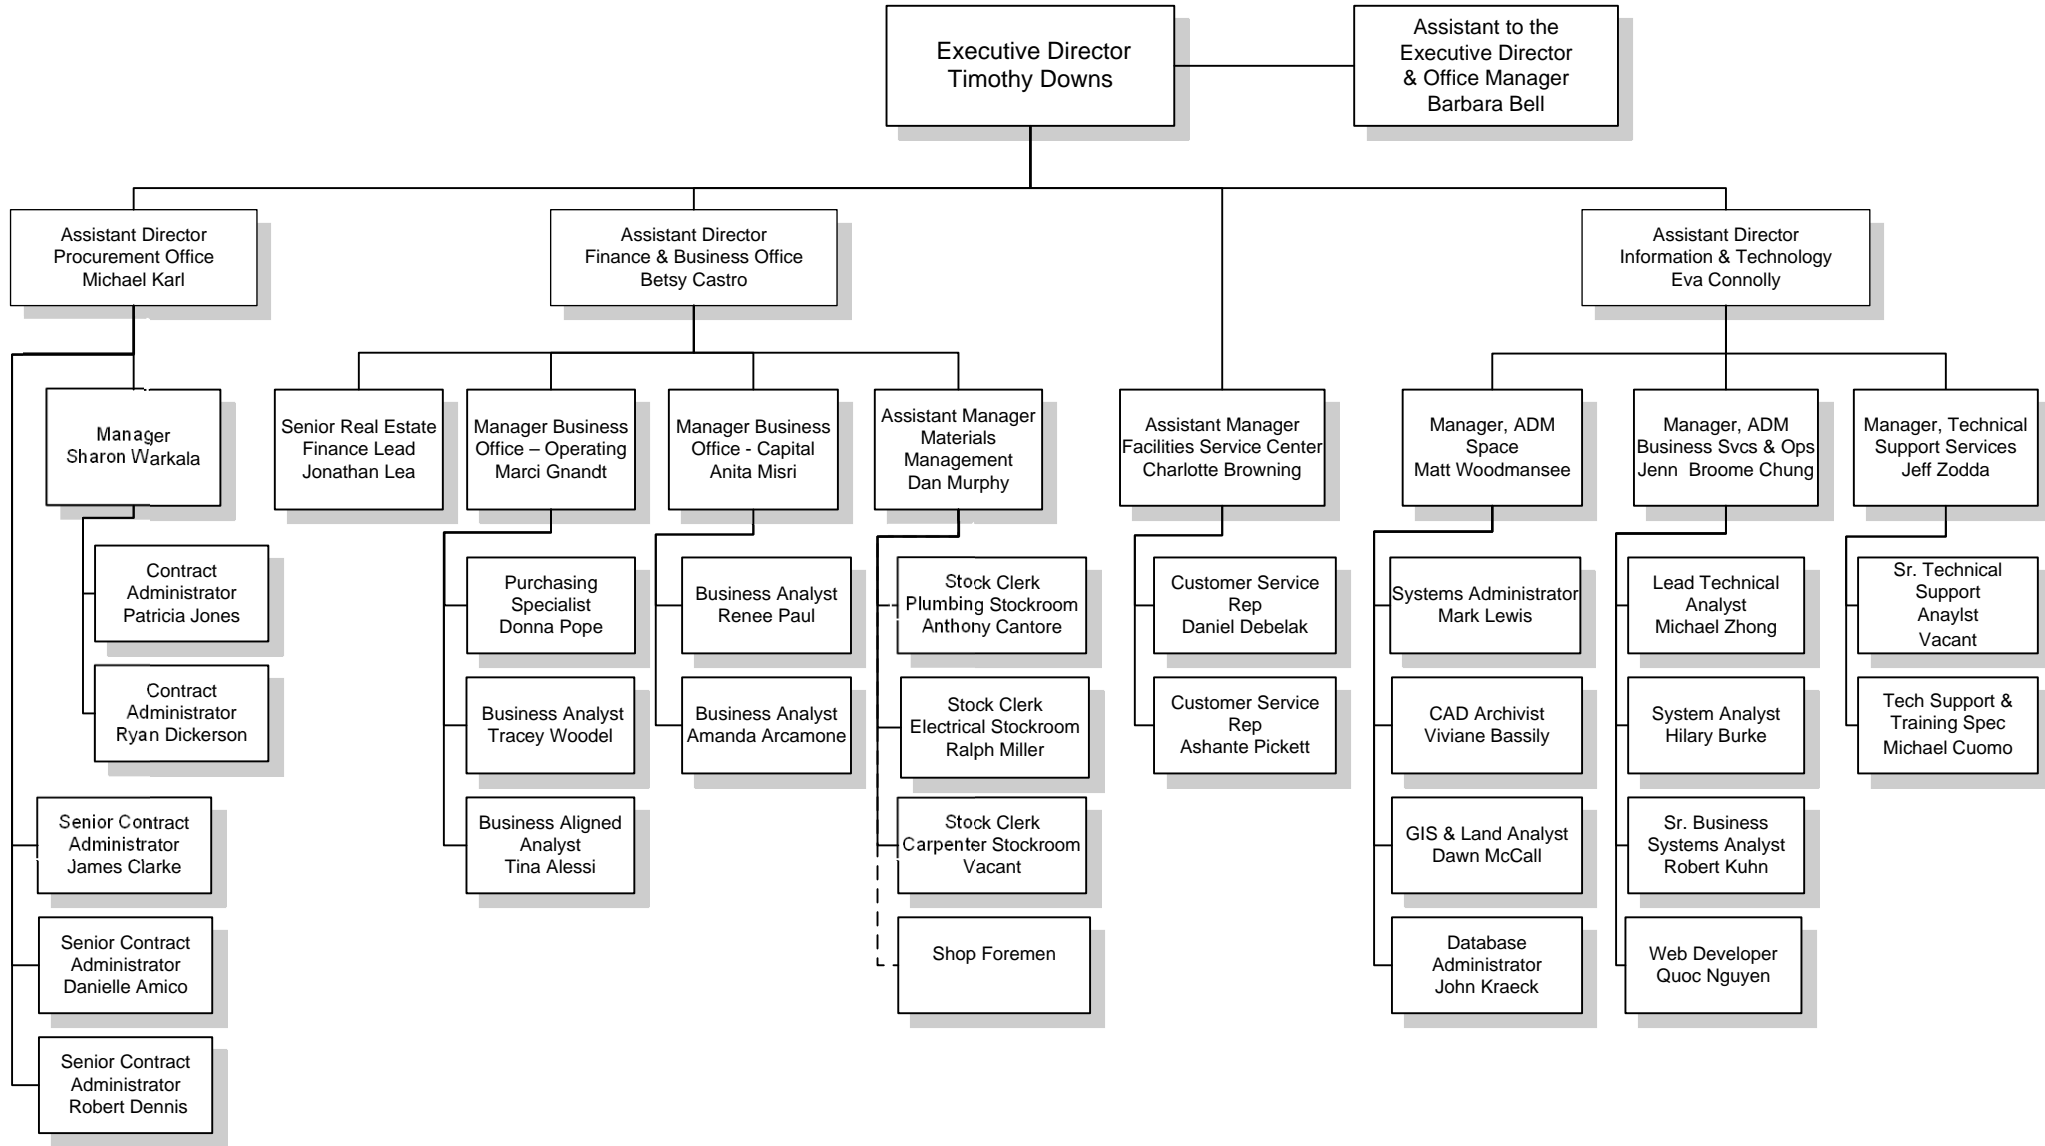 Executive Director
Timothy Downs
Assistant to the
Executive Director
& Office Manager
Barbara Bell
Assistant Director
Procurement Office
Michael Karl
Assistant Director
Finance & Business Office
Betsy Castro
Assistant Director
Information & Technology
Eva Connolly
Manager
Sharon Warkala
Senior Real Estate
Finance Lead
Jonathan Lea
Manager Business
Office – Operating
Marci Gnandt
Manager Business
Office - Capital
Anita Misri
Assistant Manager
Materials
Management
Dan Murphy
Assistant Manager
Facilities Service Center
Charlotte Browning
Manager, ADM
Space
Matt Woodmansee
Manager, ADM
Business Svcs & Ops
Jenn Broome Chung
Manager, Technical
Support Services
Jeff Zodda
Contract
Administrator
Patricia Jones
Contract
Administrator
Ryan Dickerson
Senior Contract
Administrator
James Clarke
Senior Contract
Administrator
Danielle Amico
Senior Contract
Administrator
Robert Dennis
Purchasing
Specialist
Donna Pope
Business Analyst
Tracey Woodel
Business Aligned
Analyst
Tina Alessi
Business Analyst
Renee Paul
Business Analyst
Amanda Arcamone
Stock Clerk
Plumbing Stockroom
Anthony Cantore
Stock Clerk
Electrical Stockroom
Ralph Miller
Stock Clerk
Carpenter Stockroom
Vacant
Shop Foremen
Customer Service
Rep
Daniel Debelak
Customer Service
Rep
Ashante Pickett
Systems Administrator
Mark Lewis
CAD Archivist
Viviane Bassily
GIS & Land Analyst
Dawn McCall
Database
Administrator
John Kraeck
Lead Technical
Analyst
Michael Zhong
System Analyst
Hilary Burke
Sr. Business
Systems Analyst
Robert Kuhn
Web Developer
Quoc Nguyen
Sr. Technical
Support
Anaylst
Vacant
Tech Support &
Training Spec
Michael Cuomo